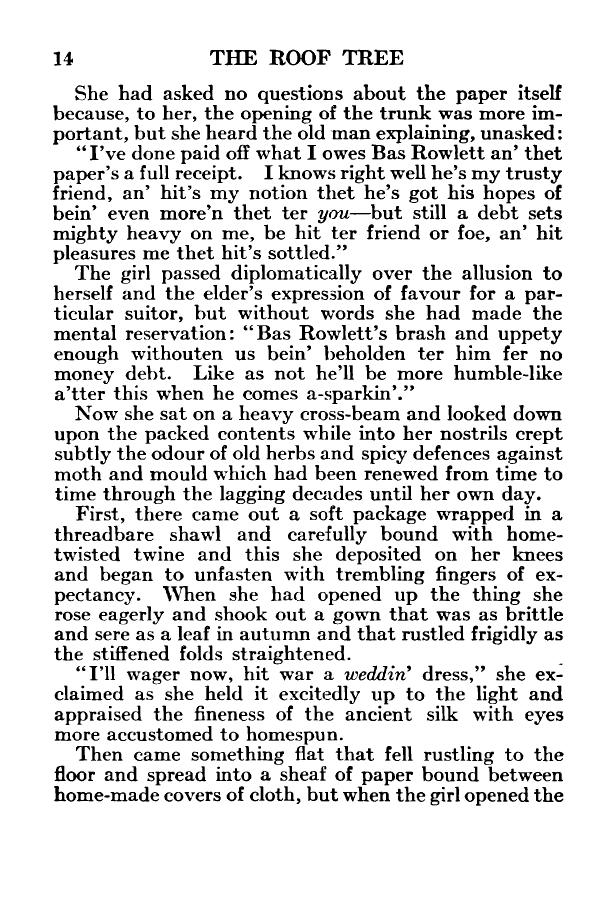 14 THE ROOF TREE
She had asked no questions about the paper itself
because, to her, the opening of the trunk was more im-
portant, but she heard the old man explaining, unasked:
"I've done paid off what I owes Bas Rowlett an' thet
paper's a full receipt. I knows right well he's my trusty
friend, an' hit's my notion thet he's got his hopes of
bein' even more'n thet ter you—but still a debt sets
mighty heavy on me, be hit ter friend or foe, an' hit
pleasures me thet hit's sottled."
The girl passed diplomatically over the allusion to
herself and the elder's expression of favour for a par-
ticular suitor, but without words she had made the
mental reservation: "Bas Rowlett's brash and uppety
enough withouten us bein' beholden ter him fer no
money debt. Like as not he'll be more humble-like
a'tter this when he comes a-sparkin'."
Now she sat on a heavy cross-beam and looked down
upon the packed contents while into her nostrils crept
subtly the odour of old herbs and spicy defences against
moth and mould which had been renewed from time to
time through the lagging decades until her own day.
First, there came out a soft package wrapped in a
threadbare shawl and carefully bound with home-
twisted twine and this she deposited on her knees
and began to unfasten with trembling fingers of ex-
pectancy. When she had opened up the thing she
rose eagerly and shook out a gown that was as brittle
and sere as a leaf in autumn and that rustled frigidly as
the stiffened folds straightened.
"I'll wager now, hit war a weddin' dress," she ex-
claimed as she held it excitedly up to the light and
appraised the fineness of the ancient silk with eyes
more accustomed to homespun.
Then came something flat that fell rustling to the
floor and spread into a sheaf of paper bound between
home-made covers of cloth, but when the girl opened the